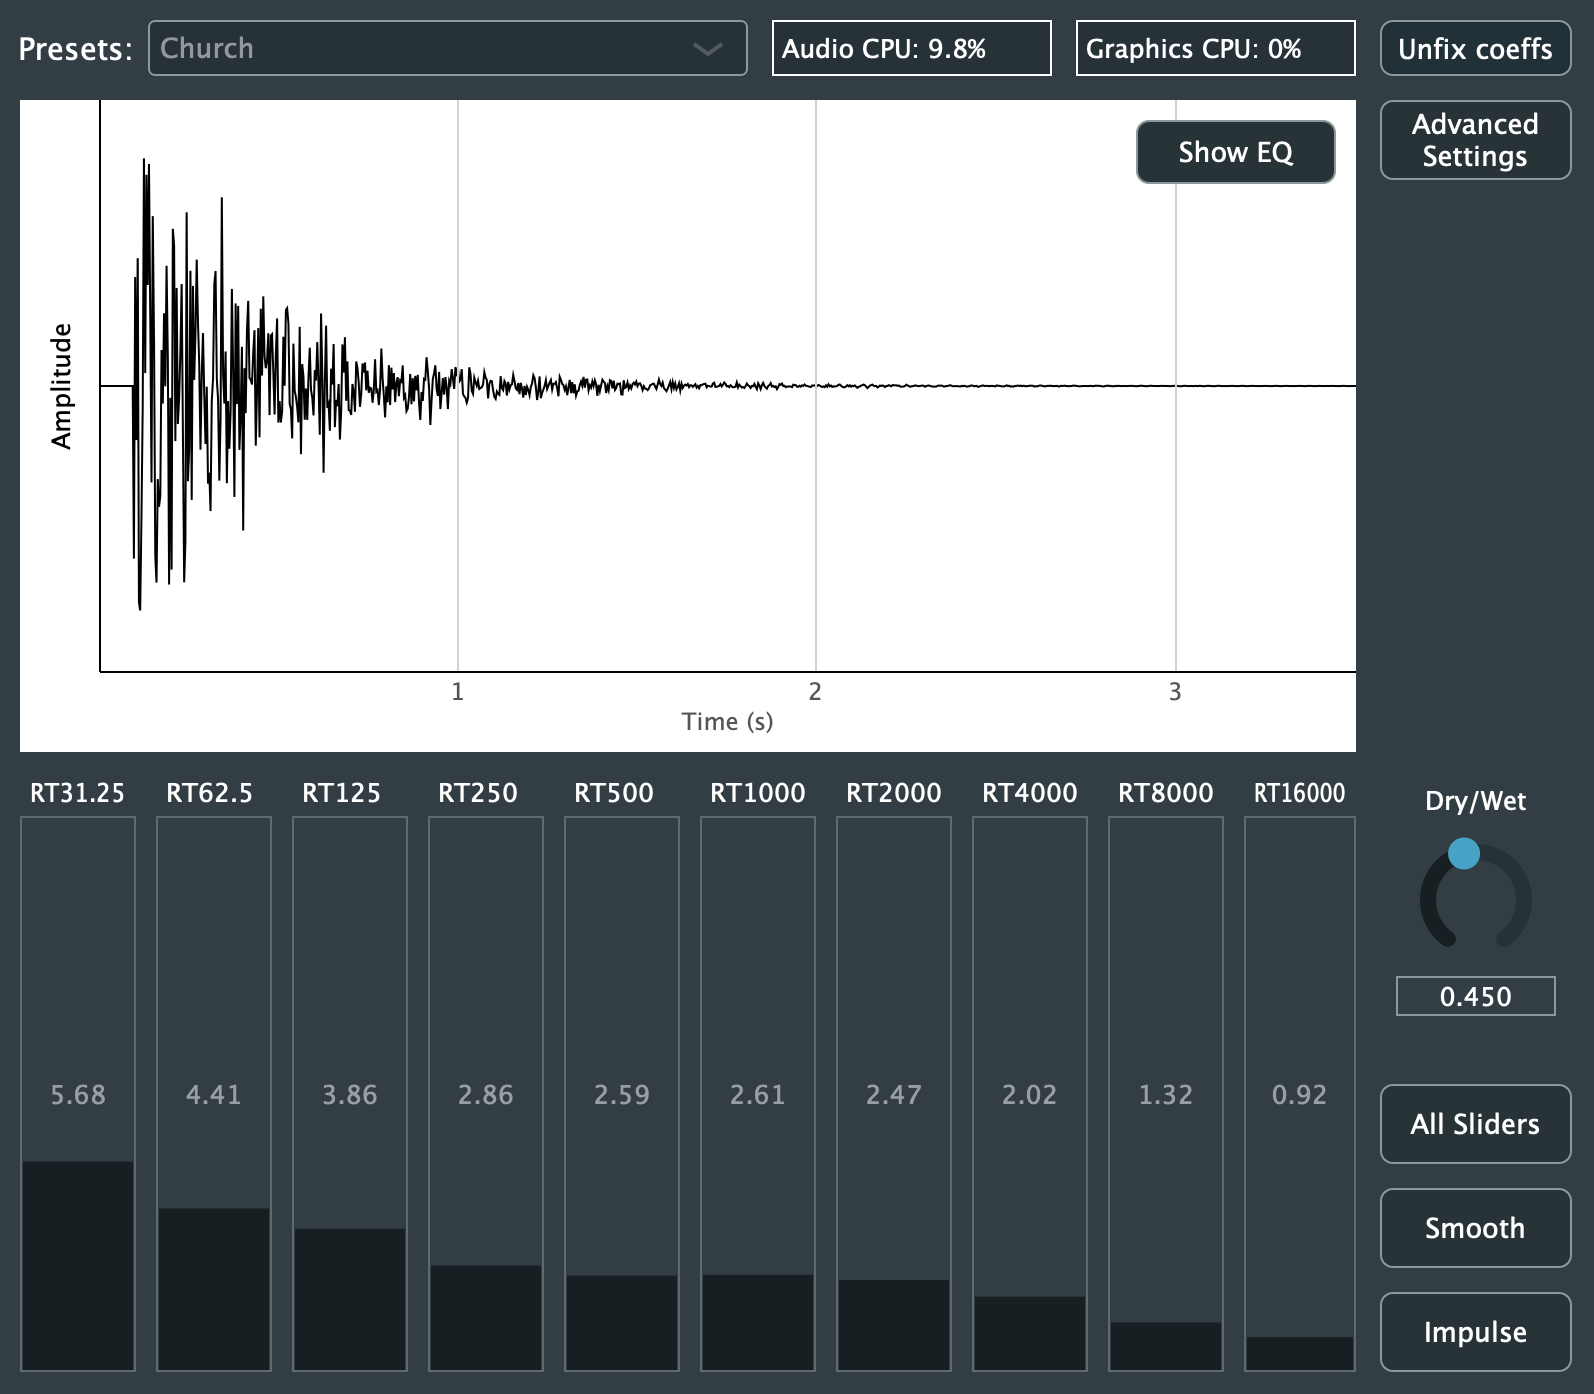 Presets: Church Audio CPU: 9.8% Graphics CPU: 0% Unfix coeffs
Advanced
Settings
Show EQ
Amplitude
1 2 3
Time (s)
RT31.25 RT62.5 RT125 RT250 RT500 RT1000 RT2000 RT4000 RT8000 RT16000
Dry/Wet
0.450
5.68 4.41 3.86 2.86 2.59 2.61 2.47 2.02 1.32 0.92
All Sliders
Smooth
Impulse